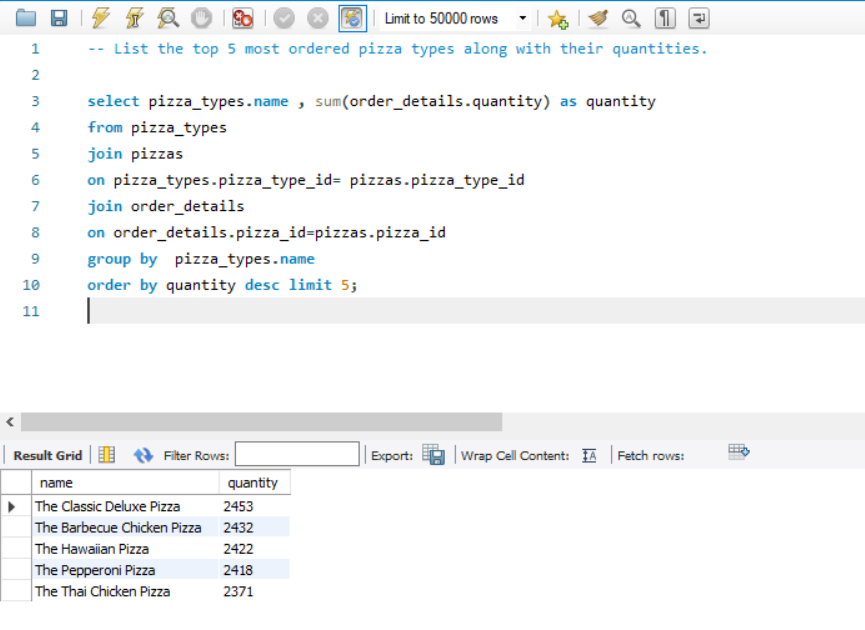 Limit to 50000 rows
1 -- List the top 5 most ordered pizza types along with their quantities.
2
3 select pizza_types.name , sum(order_details.quantity) as quantity
4 from pizza_types
5 join pizzas
6 on pizza_types.pizza_type_id= pizzas.pizza_type_id
7 join order_details
8 on order_details.pizza_id=pizzas.pizza_id
9 group by  pizza_types.name
10 order by quantity desc limit 5;
11
Result Grid Filter Rows: Export: Wrap Cell Content: Fetch rows:
name quantity
The Classic Deluxe Pizza 2453
The Barbecue Chicken Pizza 2432
The Hawaiian Pizza 2422
The Pepperoni Pizza 2418
The Thai Chicken Pizza 2371